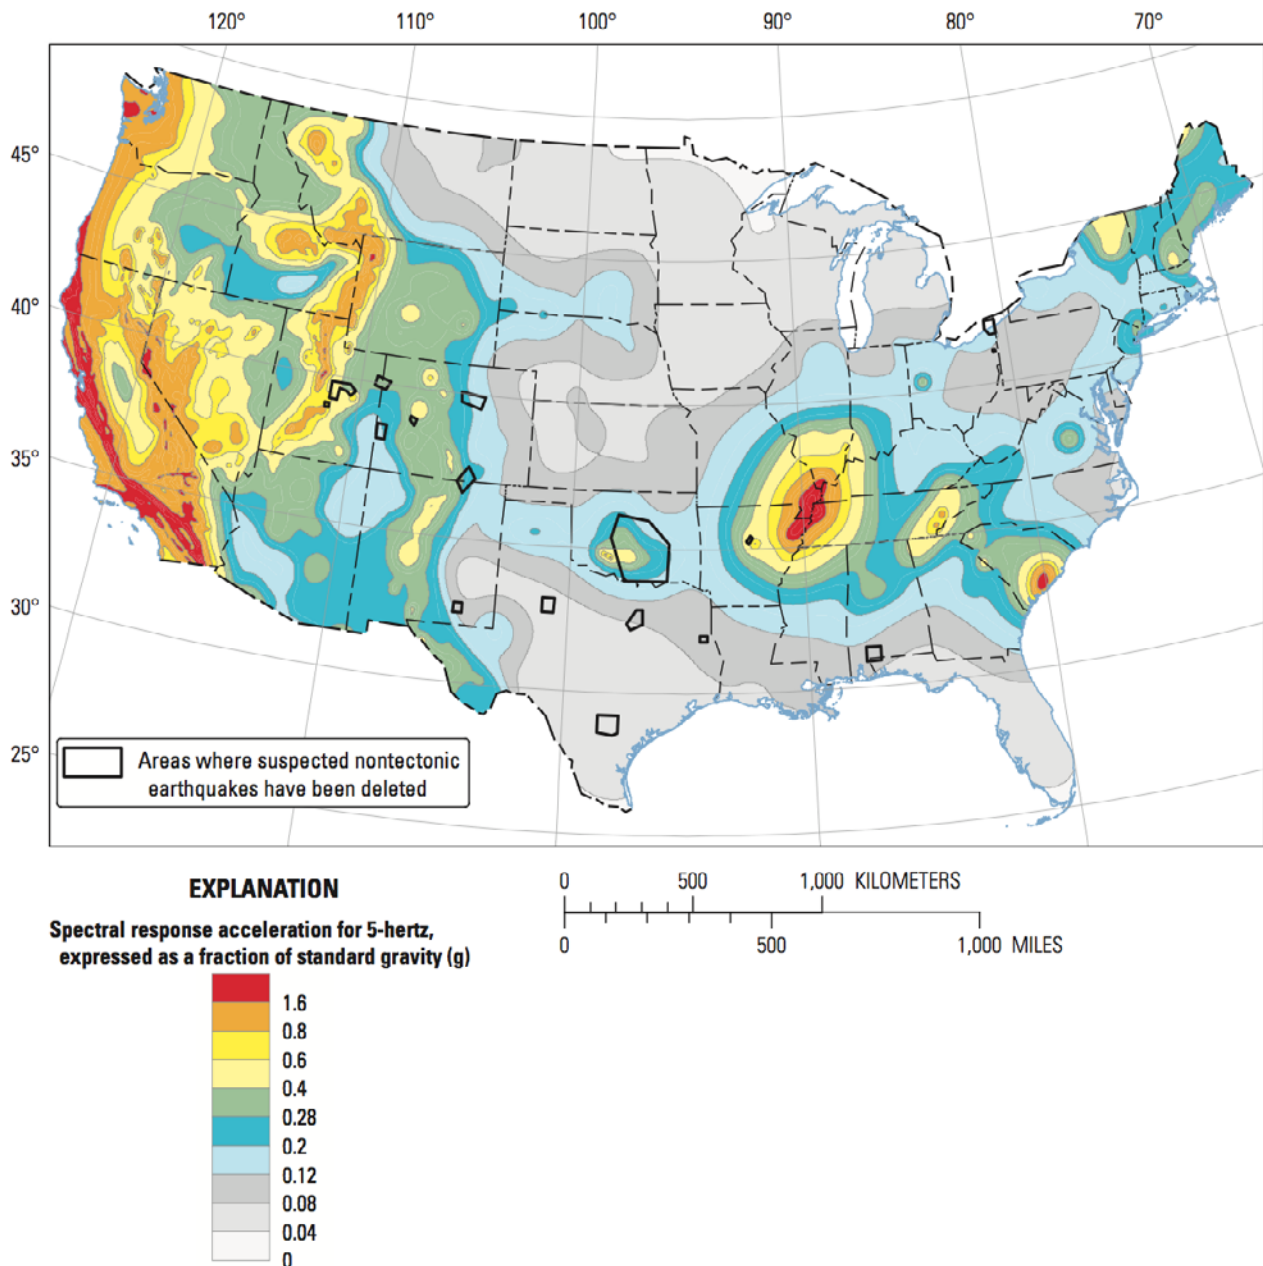 120° 110° 100° 90° 80° 70°
45°
40°
35°
30°
25°
Areas where suspected nontectonic
earthquakes have been deleted
EXPLANATION
Spectral response acceleration for 5-hertz,
expressed as a fraction of standard gravity (g)
1.6
0.8
0.6
0.4
0.28
0.2
0.12
0.08
0.04
0
0 500 1,000 KILOMETERS
0 500 1,000 MILES